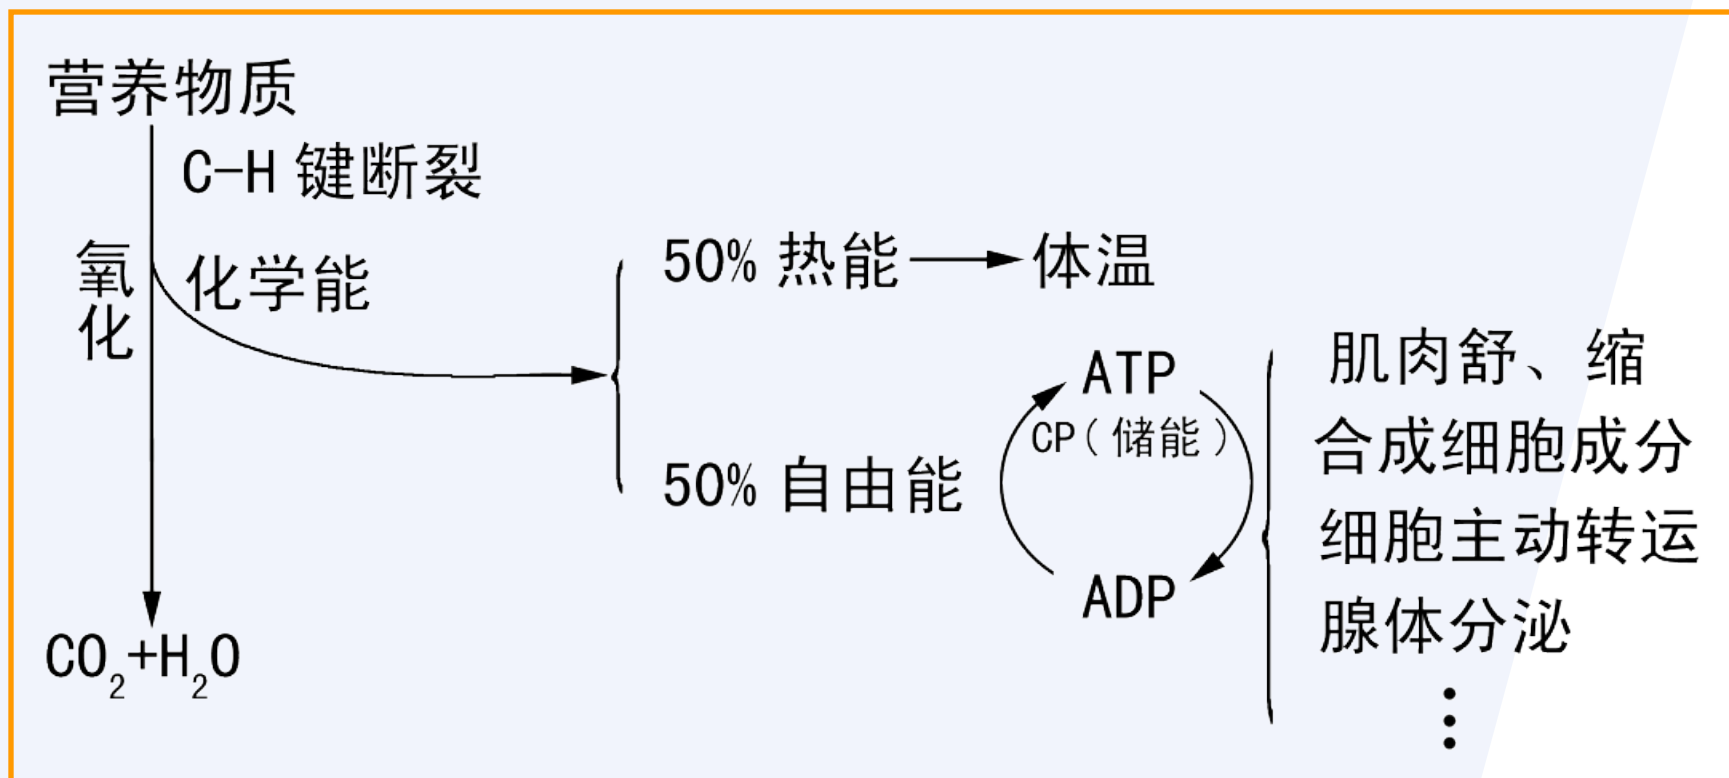 营养物质
C-H 键断裂
氧化
化学能
50% 热能
体温
50% 自由能
ATP
CP(储能)
ADP
肌肉舒、缩
合成细胞成分
细胞主动转运
腺体分泌
⋮
CO₂+H₂O